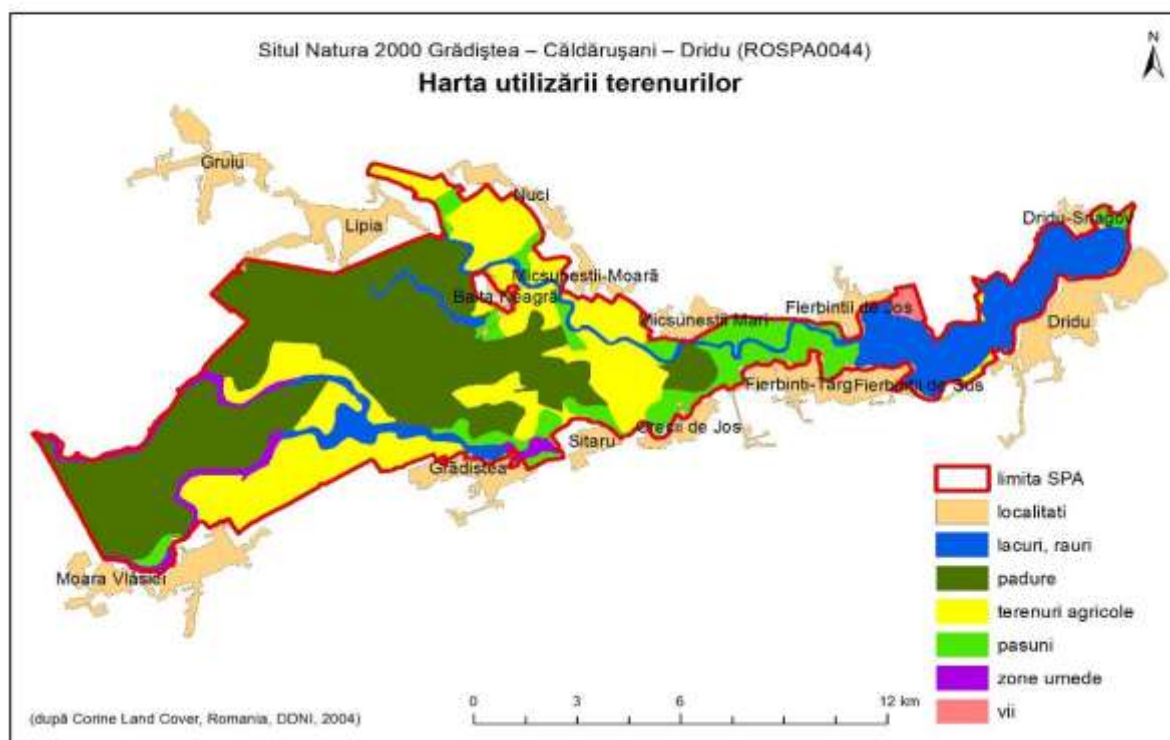 Situl Natura 2000 Grădiştea – Căldăruşani – Dridu (ROSPA0044)
Harta utilizării terenurilor
N
Gruiu
Lipia
Nuci
Dridu-Snagov
Micsunestii-Moară
Balta Neagră
Fierbintii de Jos
Micsunestii Mari
Dridu
Fierbinti-Târg
Fierbintii de Sus
Grecii de Jos
Sitaru
Grădiştea
Moara Vlăsiei
limita SPA
localitati
lacuri, rauri
padure
terenuri agricole
pasuni
zone umede
vii
0 3 6 12 km
(după Corine Land Cover, Romania, DDNI, 2004)